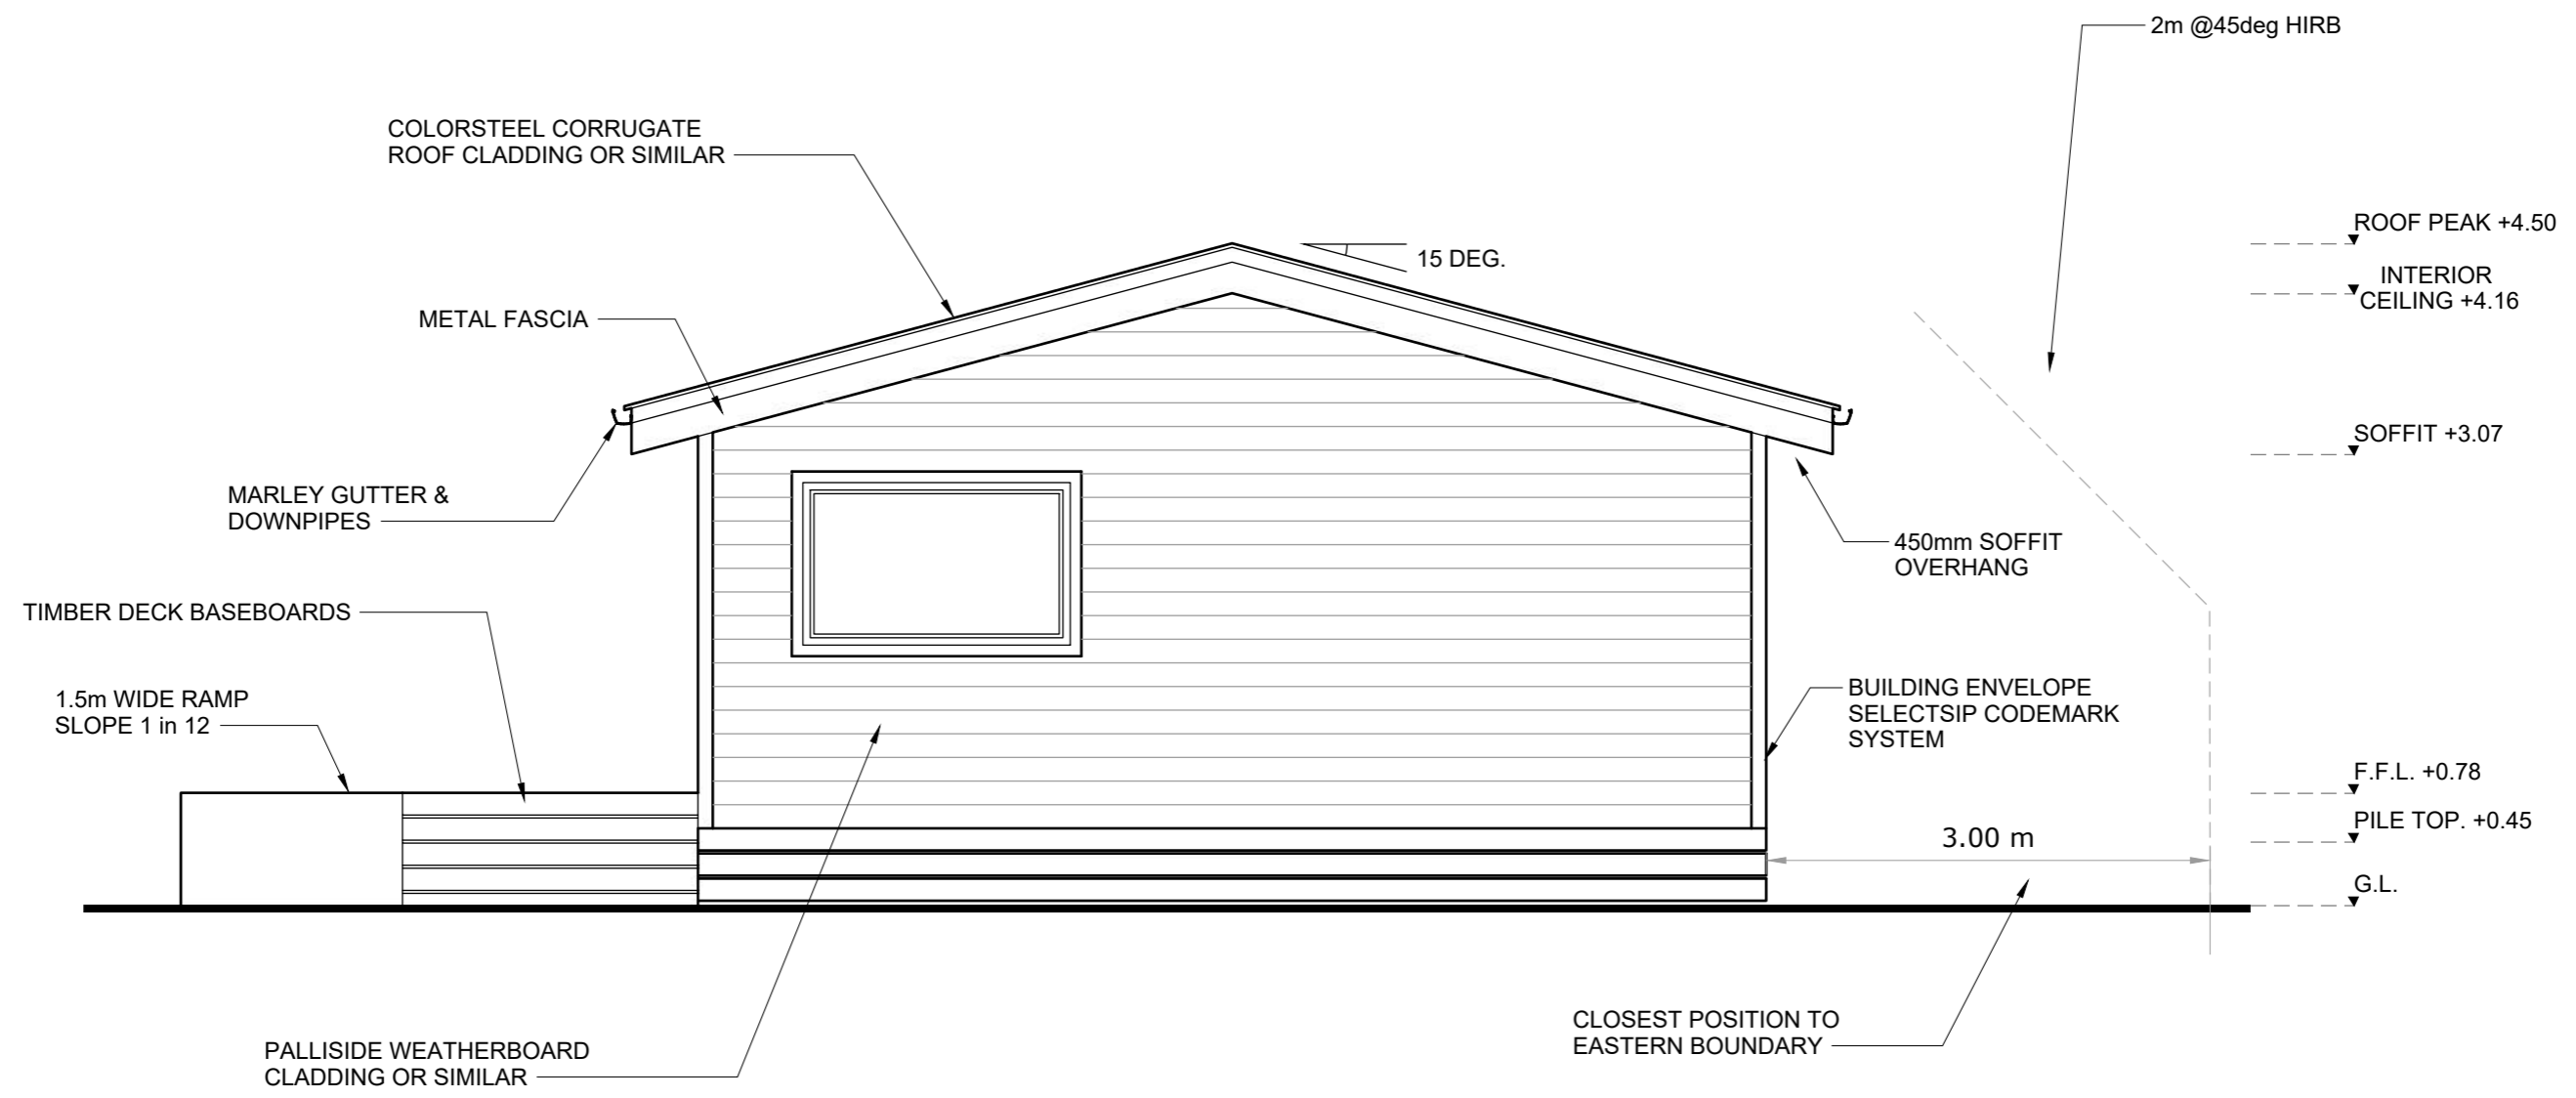 2m @45deg HIRB
COLORSTEEL CORRUGATE
ROOF CLADDING OR SIMILAR
ROOF PEAK +4.50
15 DEG.
INTERIOR
CEILING +4.16
METAL FASCIA
SOFFIT +3.07
MARLEY GUTTER &
DOWNPIPES
450mm SOFFIT
OVERHANG
TIMBER DECK BASEBOARDS
1.5m WIDE RAMP
SLOPE 1 in 12
BUILDING ENVELOPE
SELECTSIP CODEMARK
SYSTEM
F.F.L. +0.78
PILE TOP. +0.45
3.00 m
G.L.
CLOSEST POSITION TO
EASTERN BOUNDARY
PALLISIDE WEATHERBOARD
CLADDING OR SIMILAR